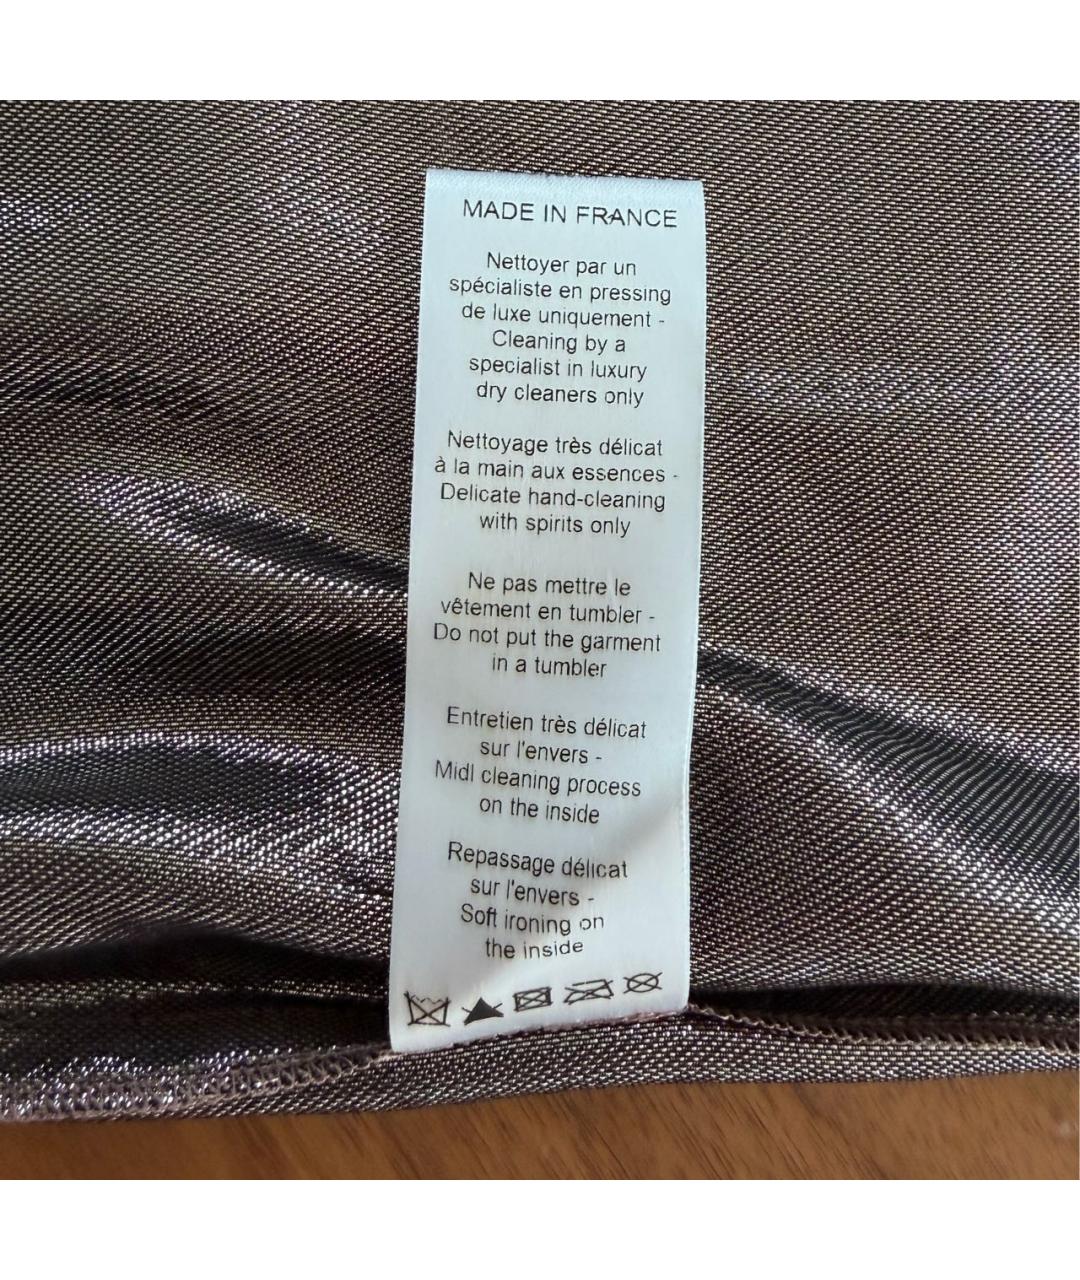 MADE IN FRANCE
Nettoyer par un
spécialiste en pressing
de luxe uniquement -
Cleaning by a
specialist in luxury
dry cleaners only
Nettoyage très délicat
à la main aux essences -
Delicate hand-cleaning
with spirits only
Ne pas mettre le
vêtement en tumbler -
Do not put the garment
in a tumbler
Entretien très délicat
sur l'envers -
Midl cleaning process
on the inside
Repassage délicat
sur l'envers -
Soft ironing on
the inside